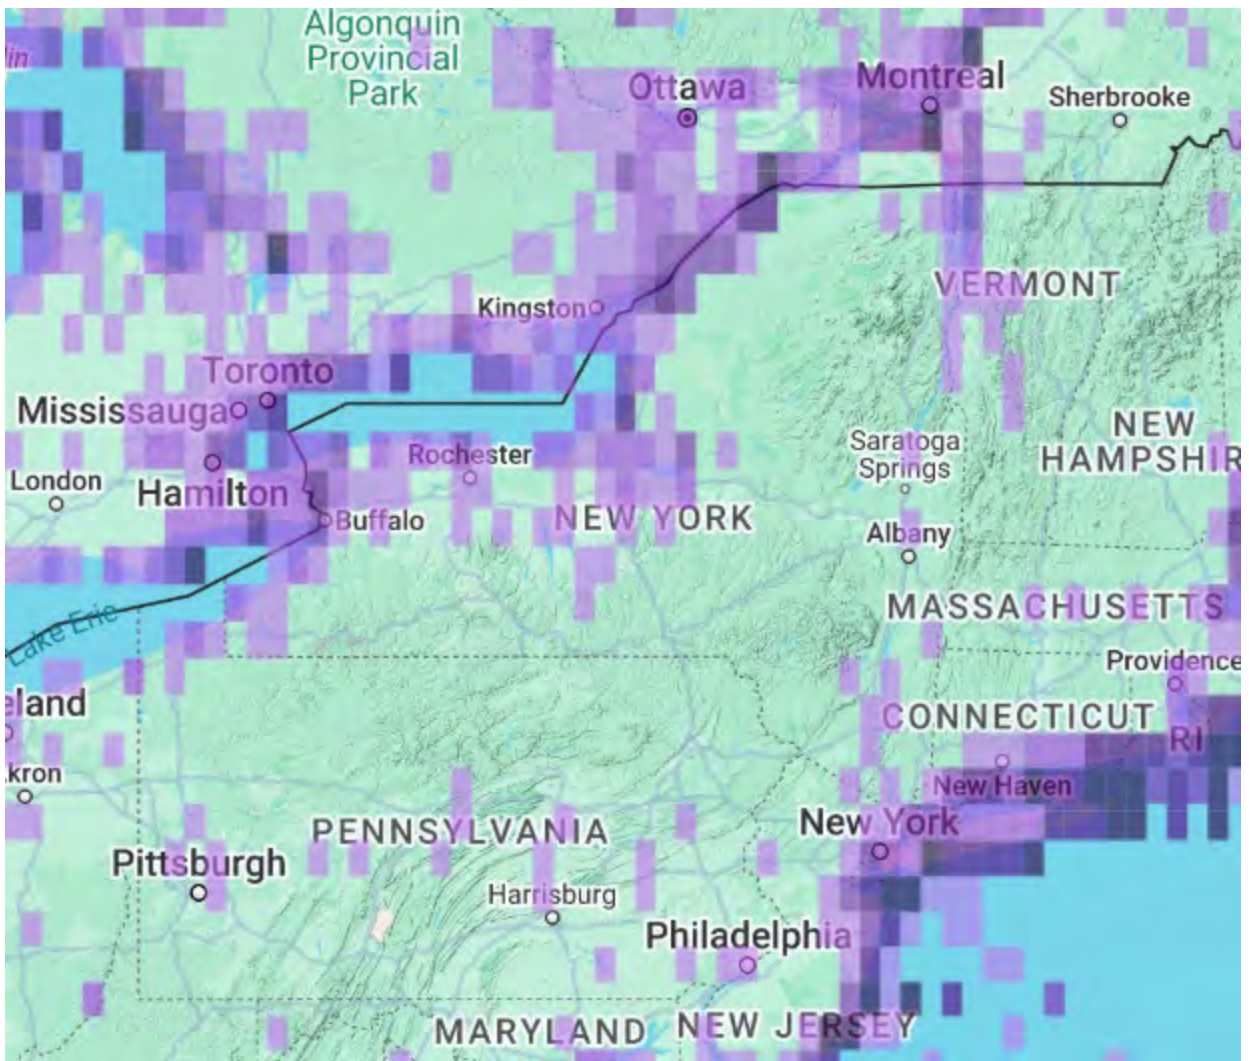 Algonquin
Provincial
Park
lin
Ottawa
Montreal
Sherbrooke
VERMONT
Kingston
Toronto
Mississauga
NEW
HAMPSHIR
Saratoga
Springs
Rochester
London
Hamilton
Buffalo
NEW YORK
Albany
MASSACHUSETTS
Lake Erie
Providence
eland
CONNECTICUT
RI
kron
New Haven
New York
PENNSYLVANIA
Pittsburgh
Harrisburg
Philadelphia
MARYLAND
NEW JERSEY